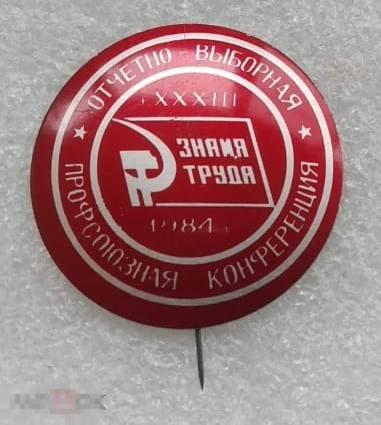 ОТЧЕТНО-ВЫБОРНАЯ
XXXIII
ЗНАМЯ
ТРУДА
1984
ПРОФСОЮЗНАЯ КОНФЕРЕНЦИЯ